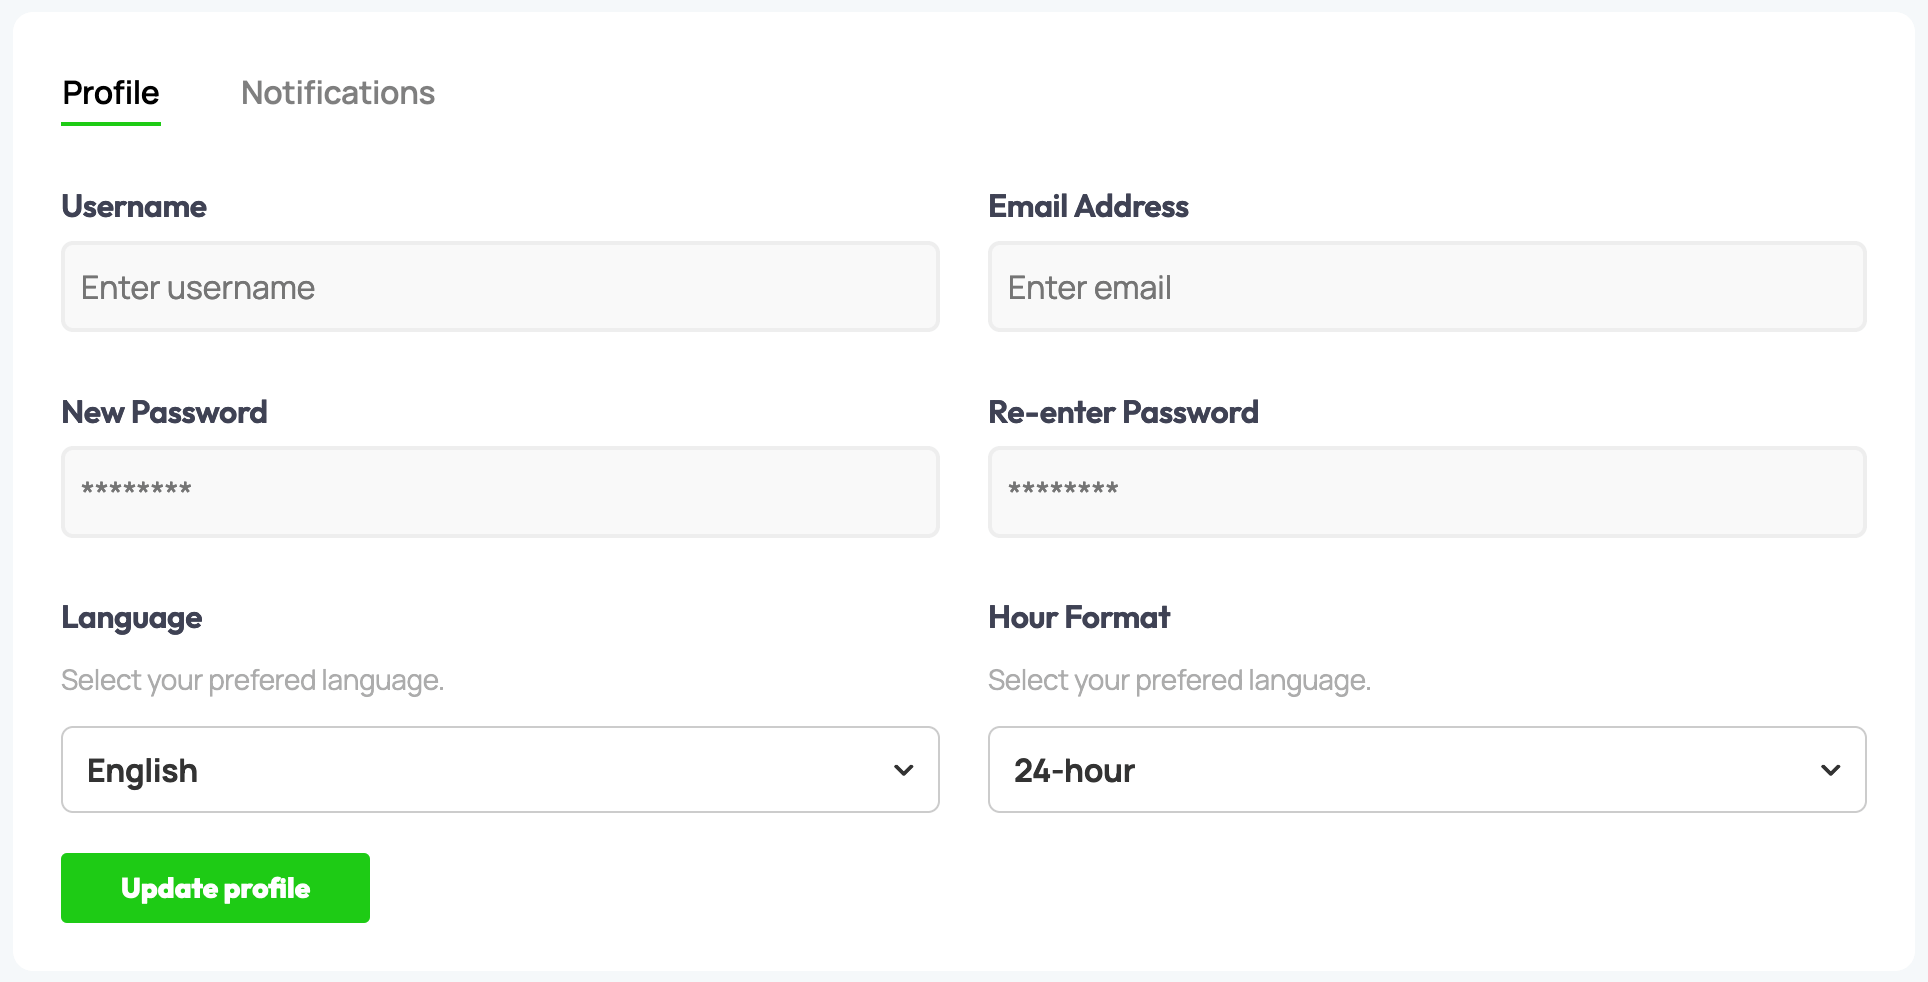 Profile
Notifications
Username
Email Address
Enter username
Enter email
New Password
Re-enter Password
********
********
Language
Hour Format
Select your prefered language.
Select your prefered language.
English
24-hour
Update profile